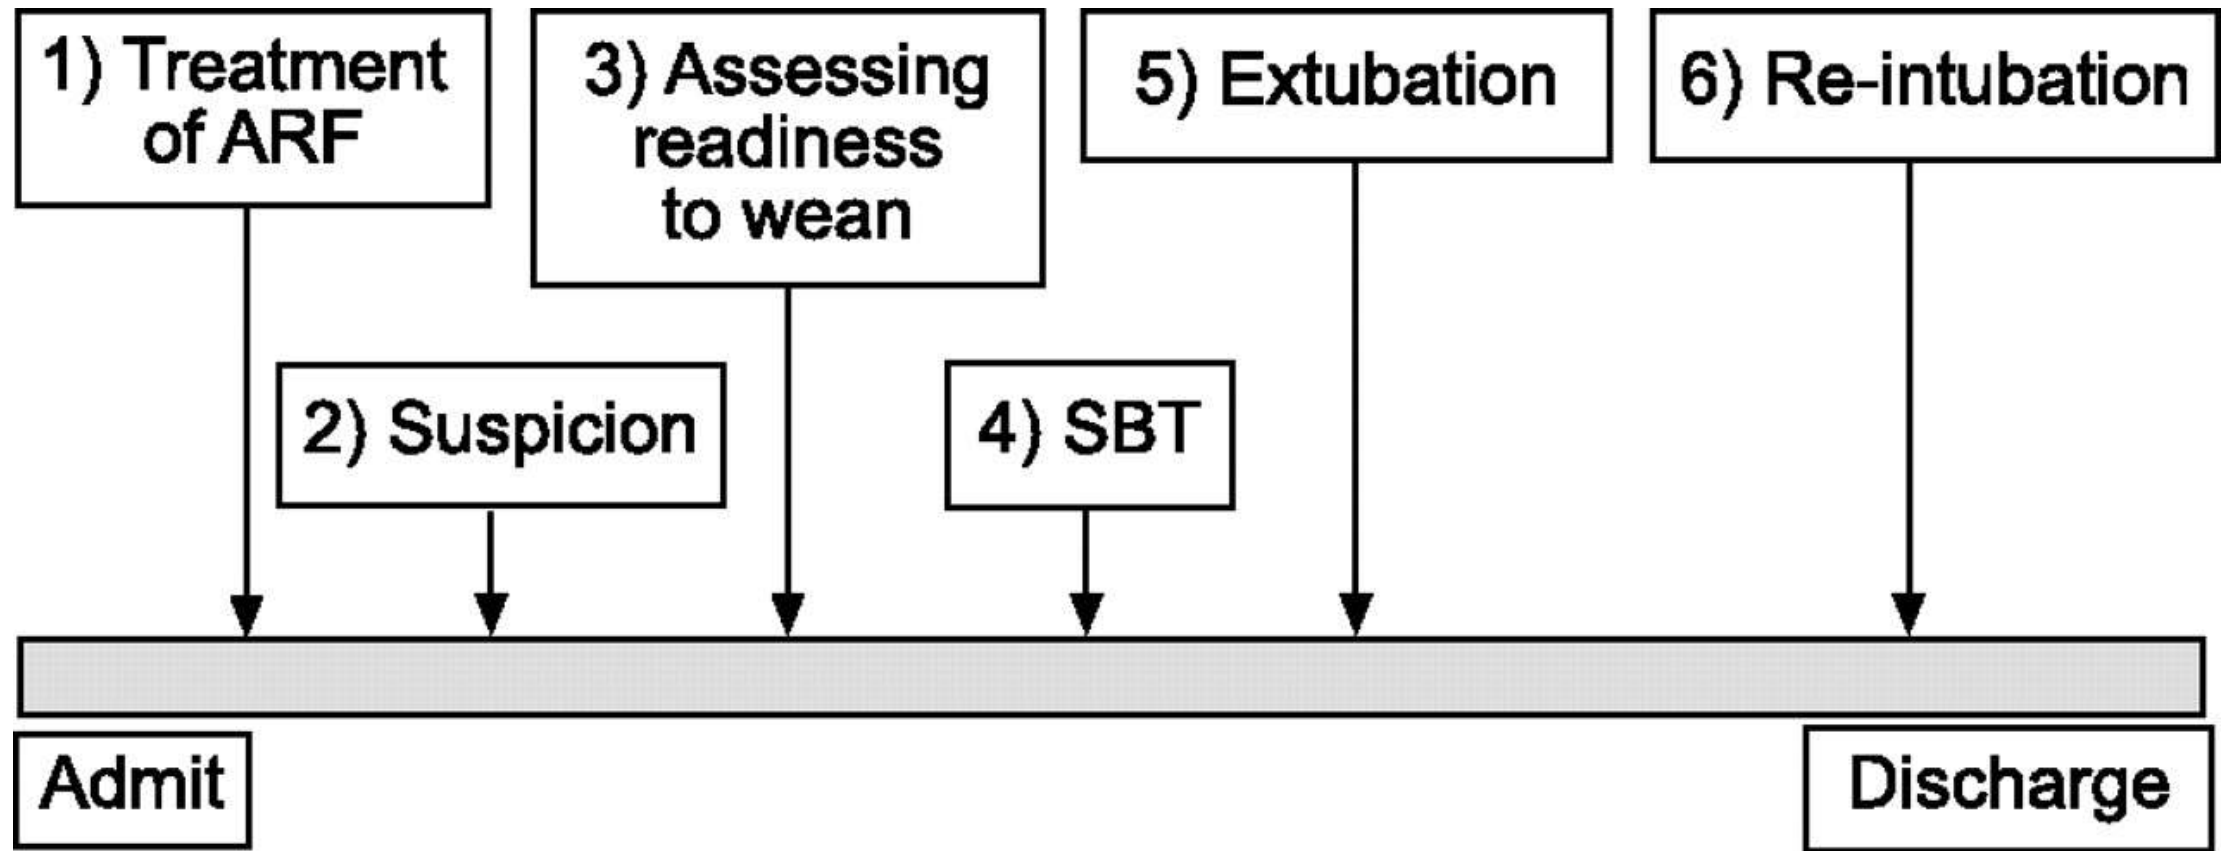 1) Treatment
of ARF
2) Suspicion
3) Assessing
readiness
to wean
4) SBT
5) Extubation
6) Re-intubation
Admit
Discharge